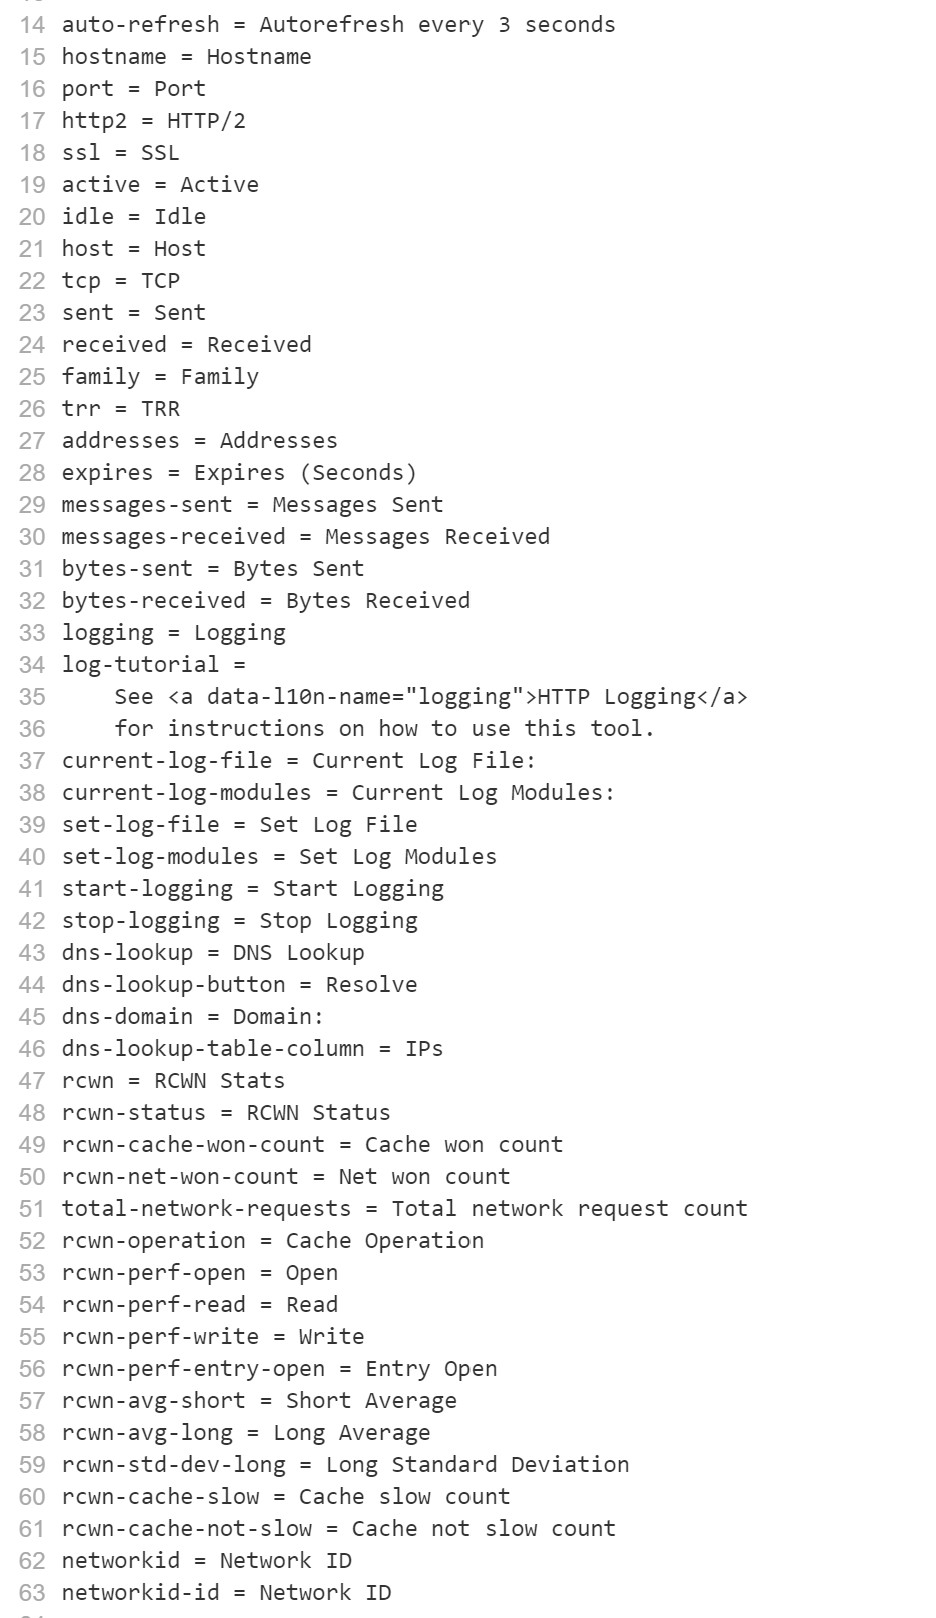 14 auto-refresh = Autorefresh every 3 seconds
15 hostname = Hostname
16 port = Port
17 http2 = HTTP/2
18 ssl = SSL
19 active = Active
20 idle = Idle
21 host = Host
22 tcp = TCP
23 sent = Sent
24 received = Received
25 family = Family
26 trr = TRR
27 addresses = Addresses
28 expires = Expires (Seconds)
29 messages-sent = Messages Sent
30 messages-received = Messages Received
31 bytes-sent = Bytes Sent
32 bytes-received = Bytes Received
33 logging = Logging
34 log-tutorial =
35     See <a data-l10n-name="logging">HTTP Logging</a>
36     for instructions on how to use this tool.
37 current-log-file = Current Log File:
38 current-log-modules = Current Log Modules:
39 set-log-file = Set Log File
40 set-log-modules = Set Log Modules
41 start-logging = Start Logging
42 stop-logging = Stop Logging
43 dns-lookup = DNS Lookup
44 dns-lookup-button = Resolve
45 dns-domain = Domain:
46 dns-lookup-table-column = IPs
47 rcwn = RCWN Stats
48 rcwn-status = RCWN Status
49 rcwn-cache-won-count = Cache won count
50 rcwn-net-won-count = Net won count
51 total-network-requests = Total network request count
52 rcwn-operation = Cache Operation
53 rcwn-perf-open = Open
54 rcwn-perf-read = Read
55 rcwn-perf-write = Write
56 rcwn-perf-entry-open = Entry Open
57 rcwn-avg-short = Short Average
58 rcwn-avg-long = Long Average
59 rcwn-std-dev-long = Long Standard Deviation
60 rcwn-cache-slow = Cache slow count
61 rcwn-cache-not-slow = Cache not slow count
62 networkid = Network ID
63 networkid-id = Network ID